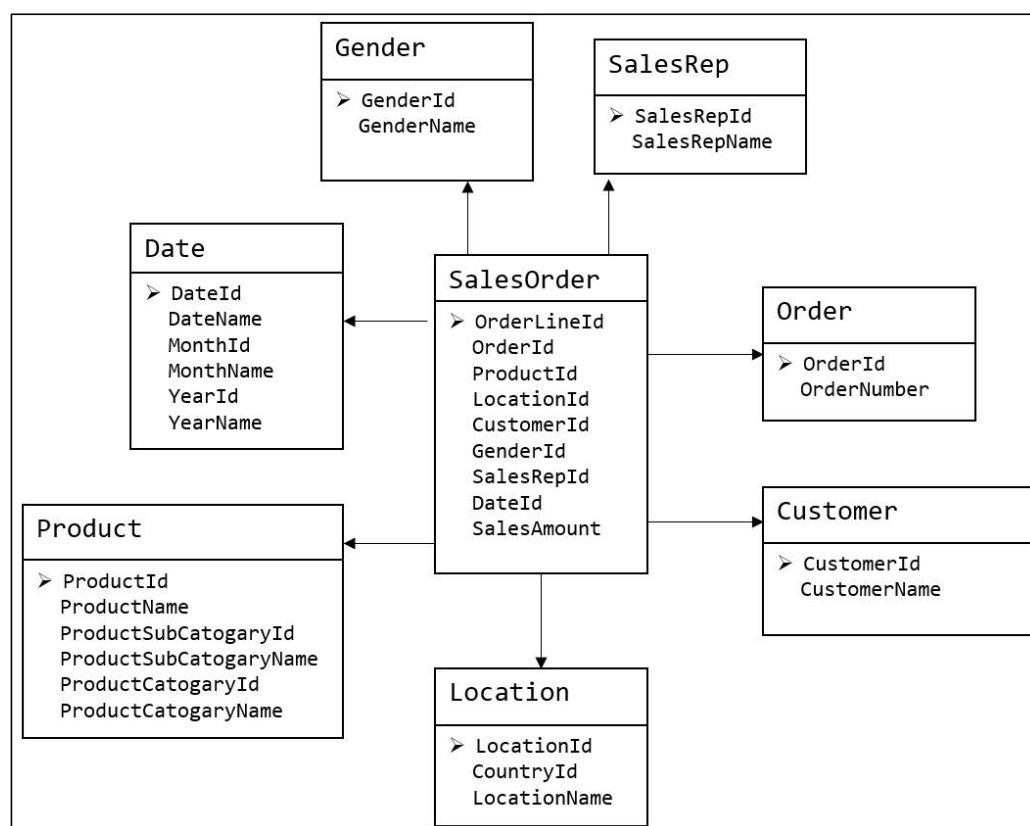 Gender
GenderId
GenderName
SalesRep
SalesRepId
SalesRepName
Date
DateId
DateName
MonthId
MonthName
YearId
YearName
SalesOrder
OrderLineId
OrderId
ProductId
LocationId
CustomerId
GenderId
SalesRepId
DateId
SalesAmount
Order
OrderId
OrderNumber
Product
ProductId
ProductName
ProductSubCatogaryId
ProductSubCatogaryName
ProductCatogaryId
ProductCatogaryName
Customer
CustomerId
CustomerName
Location
LocationId
CountryId
LocationName